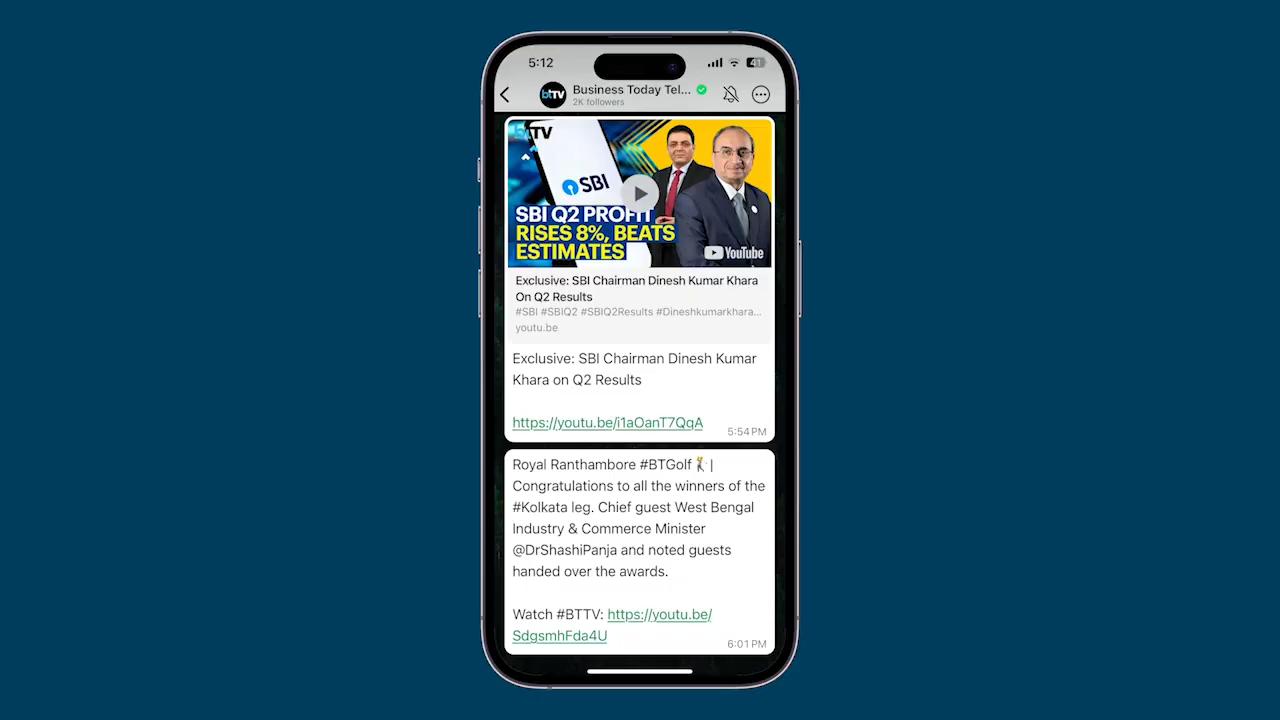 5:12
41
btTV
Business Today Tel...
2K followers
TV
SBI
SBI Q2 PROFIT
RISES 8%, BEATS
ESTIMATES
YouTube
Exclusive: SBI Chairman Dinesh Kumar Khara
On Q2 Results
#SBI #SBIQ2 #SBIQ2Results #Dineshkumarkhara...
youtu.be
Exclusive: SBI Chairman Dinesh Kumar
Khara on Q2 Results
https://youtu.be/i1aOanT7QqA
5:54 PM
Royal Ranthambore #BTGolf🏌|
Congratulations to all the winners of the
#Kolkata leg. Chief guest West Bengal
Industry & Commerce Minister
@DrShashiPanja and noted guests
handed over the awards.
Watch #BTTV: https://youtu.be/
SdgsmhFda4U
6:01 PM